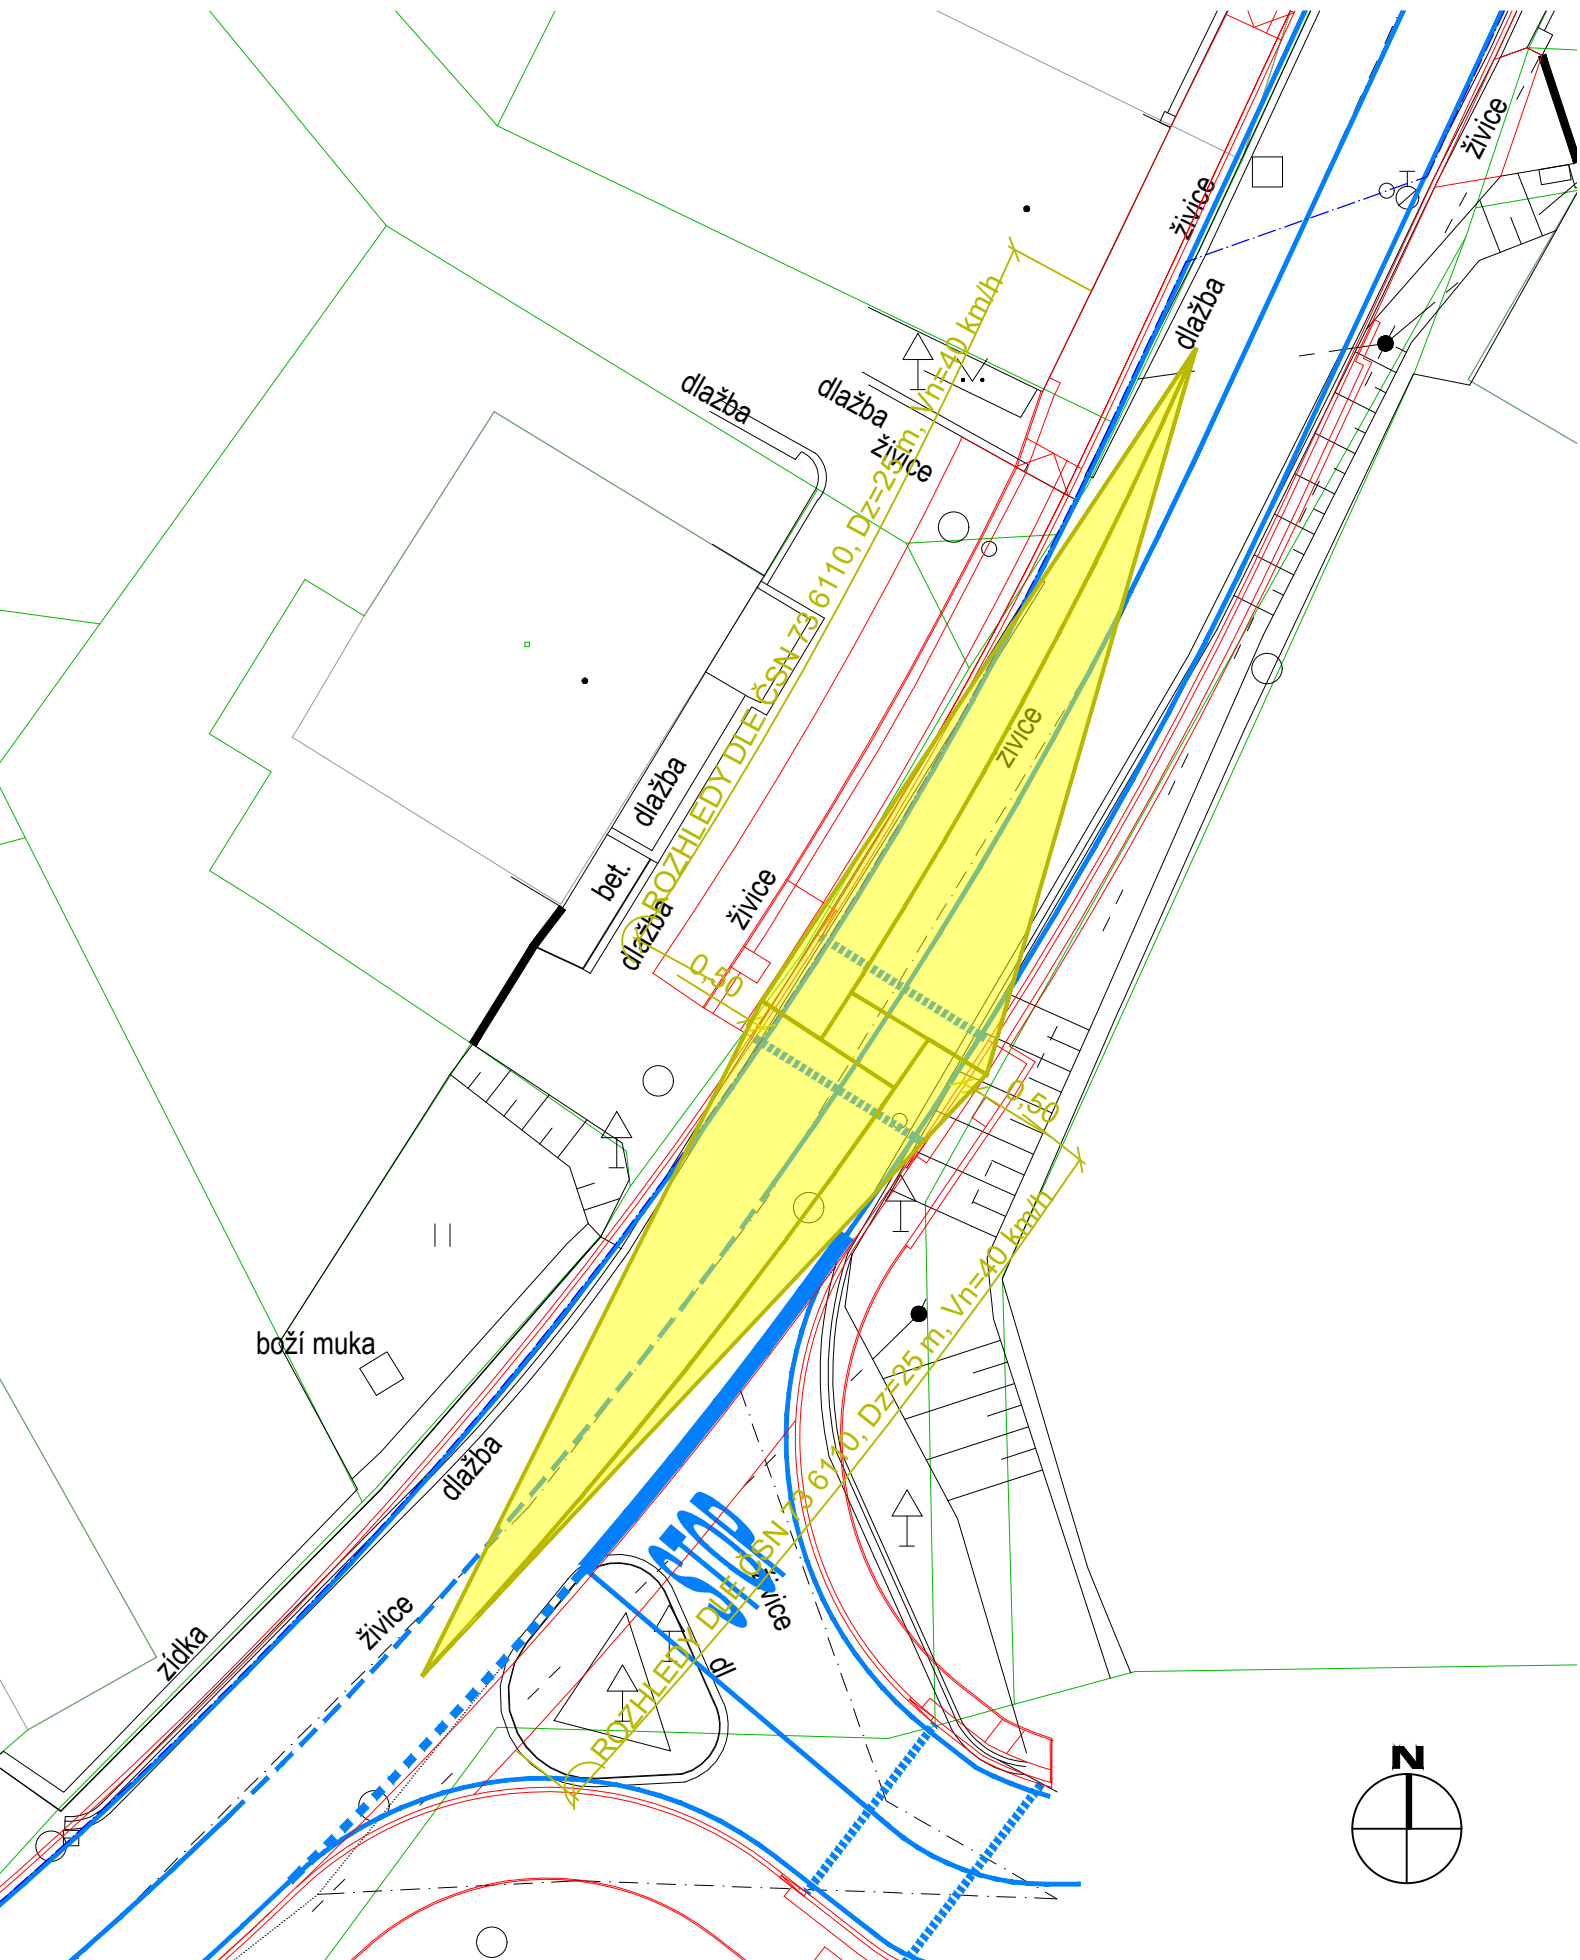 živice
živice
dlažba
dlažba
dlažba
živice
ROZHLEDY DLE ČSN 73 6110, Dz=25 m, Vn=40 km/h
živice
dlažba
bet.
živice
dlažba
0,50
0,50
boží muka
dlažba
ROZHLEDY DLE ČSN 73 6110, Dz=25 m, Vn=40 km/h
STOP
živice
živice
zídka
dl
N